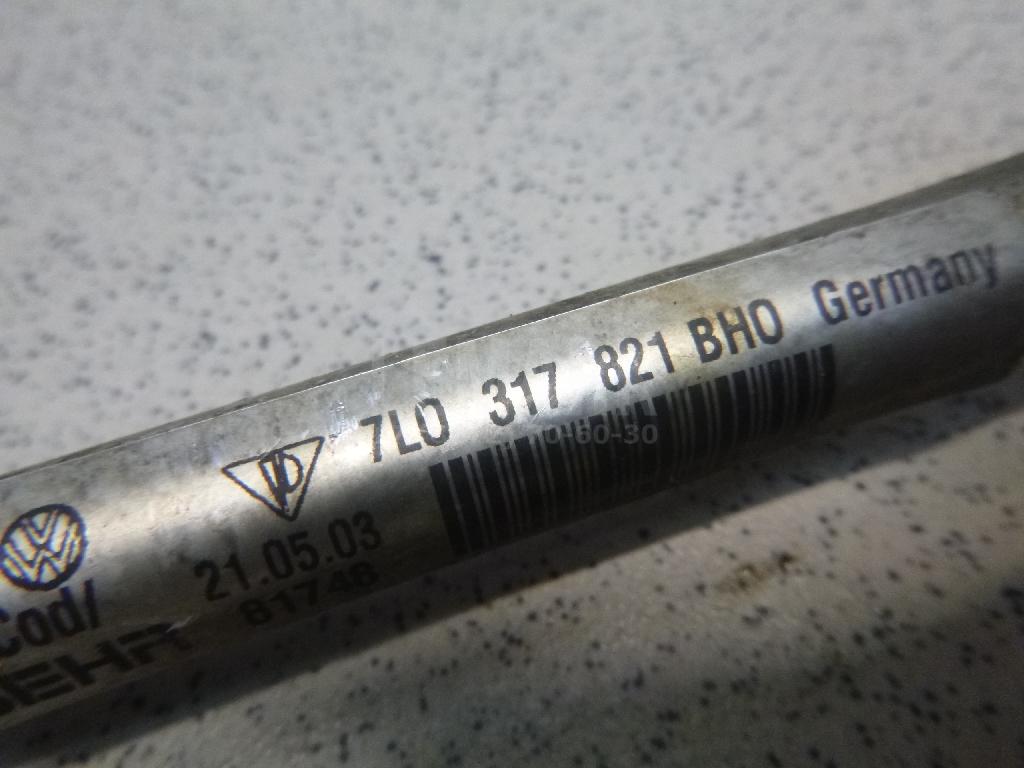 7L0 317 821 BHO Germany
0-60-30
21.05.03
81746
Cod/
BEHR